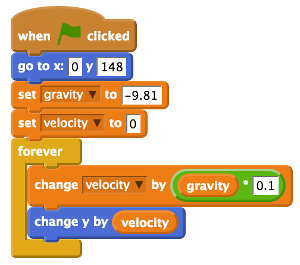 when clicked
go to x: 0 y 148
set gravity to -9.81
set velocity to 0
forever
change velocity by gravity * 0.1
change y by velocity